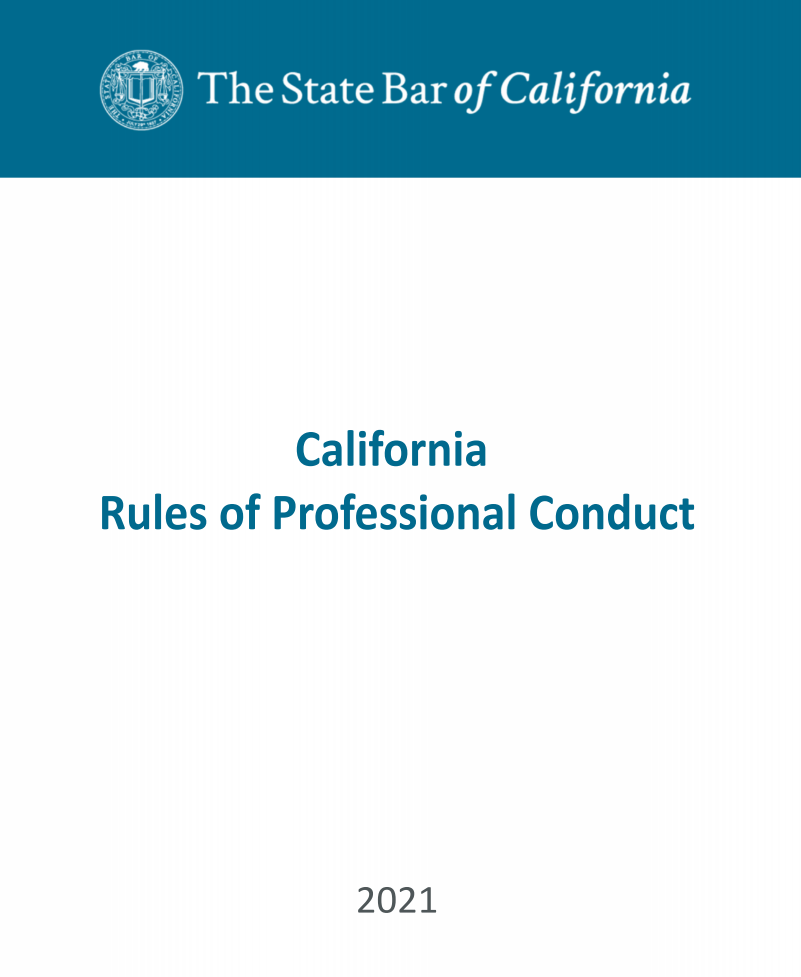 The State Bar of California
California
Rules of Professional Conduct
2021